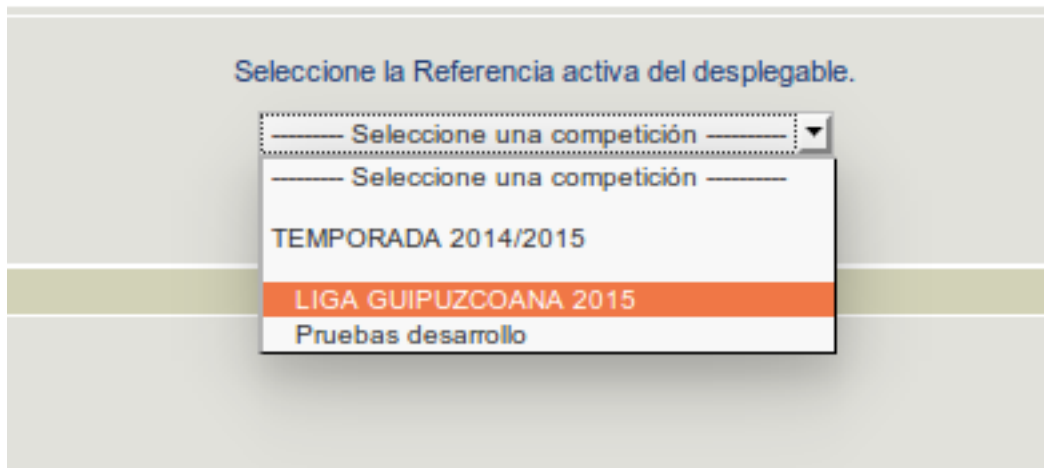 Seleccione la Referencia activa del desplegable.
--------- Seleccione una competición ----------
--------- Seleccione una competición ----------
TEMPORADA 2014/2015
LIGA GUIPUZCOANA 2015
Pruebas desarrollo